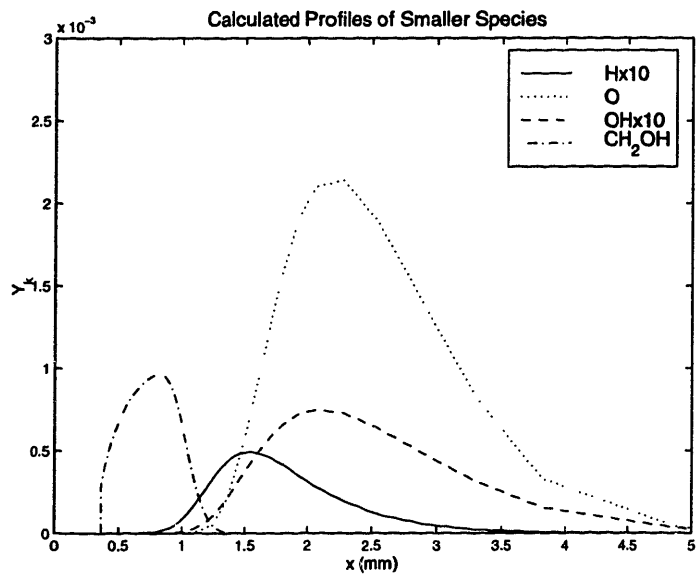 Calculated Profiles of Smaller Species
x 10⁻³
3
2.5
2
1.5
1
0.5
0
Y_k
Hx10
O
OHx10
CH₂OH
0 0.5 1 1.5 2 2.5 3 3.5 4 4.5 5
x (mm)